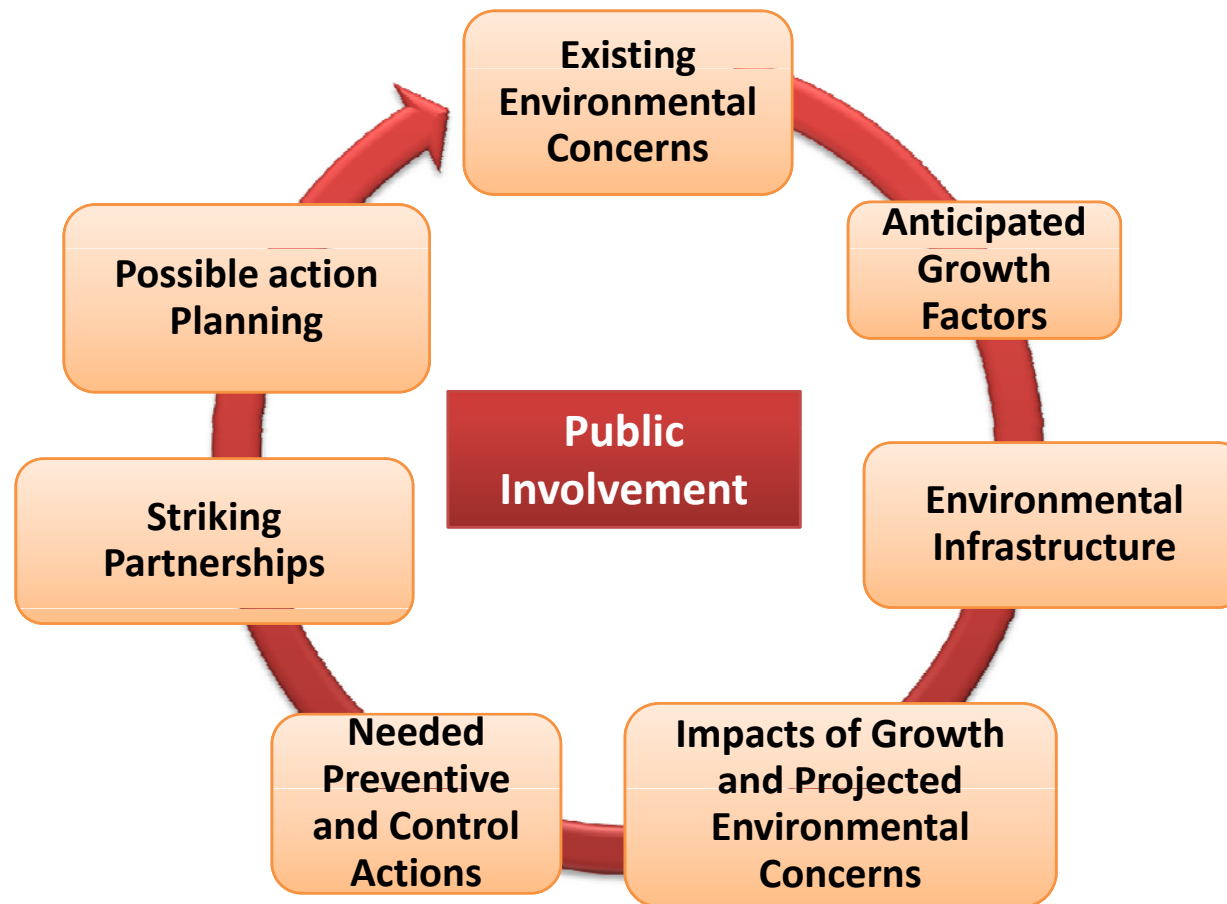 Existing
Environmental
Concerns
Anticipated
Growth
Factors
Environmental
Infrastructure
Impacts of Growth
and Projected
Environmental
Concerns
Needed
Preventive
and Control
Actions
Striking
Partnerships
Possible action
Planning
Public
Involvement